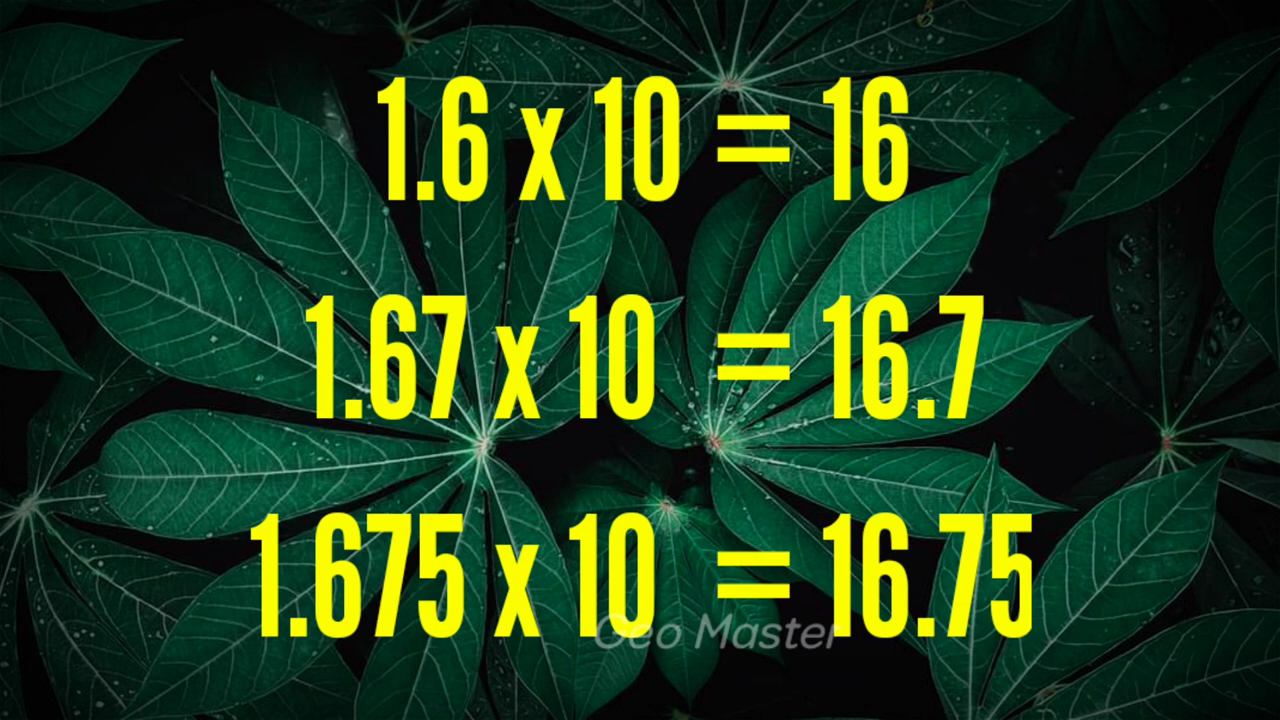 1.6 x 10 = 16
1.67 x 10 = 16.7
1.675 x 10 = 16.75
Geo Master